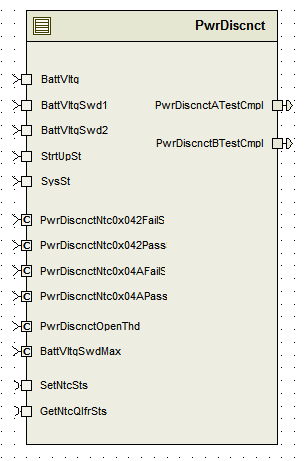 PwrDiscnct
BattVltg
BattVltgSwd1
PwrDiscnctATestCmpl
BattVltgSwd2
PwrDiscnctBTestCmpl
StrtUpSt
SysSt
C PwrDiscnctNtc0x042FailS
C PwrDiscnctNtc0x042Pass
C PwrDiscnctNtc0x04AFailS
C PwrDiscnctNtc0x04APass
C PwrDiscnctOpenThd
C BattVltgSwdMax
SetNtcSts
GetNtcQlfrSts